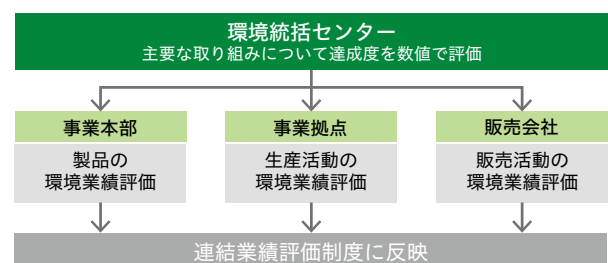 環境統括センター
主要な取り組みについて達成度を数値で評価
事業本部
製品の
環境業績評価
事業拠点
生産活動の
環境業績評価
販売会社
販売活動の
環境業績評価
連結業績評価制度に反映